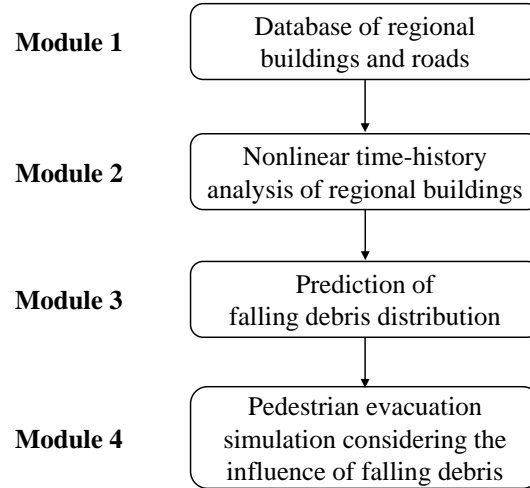 Module 1
Database of regional
buildings and roads
Module 2
Nonlinear time-history
analysis of regional buildings
Module 3
Prediction of
falling debris distribution
Module 4
Pedestrian evacuation
simulation considering the
influence of falling debris